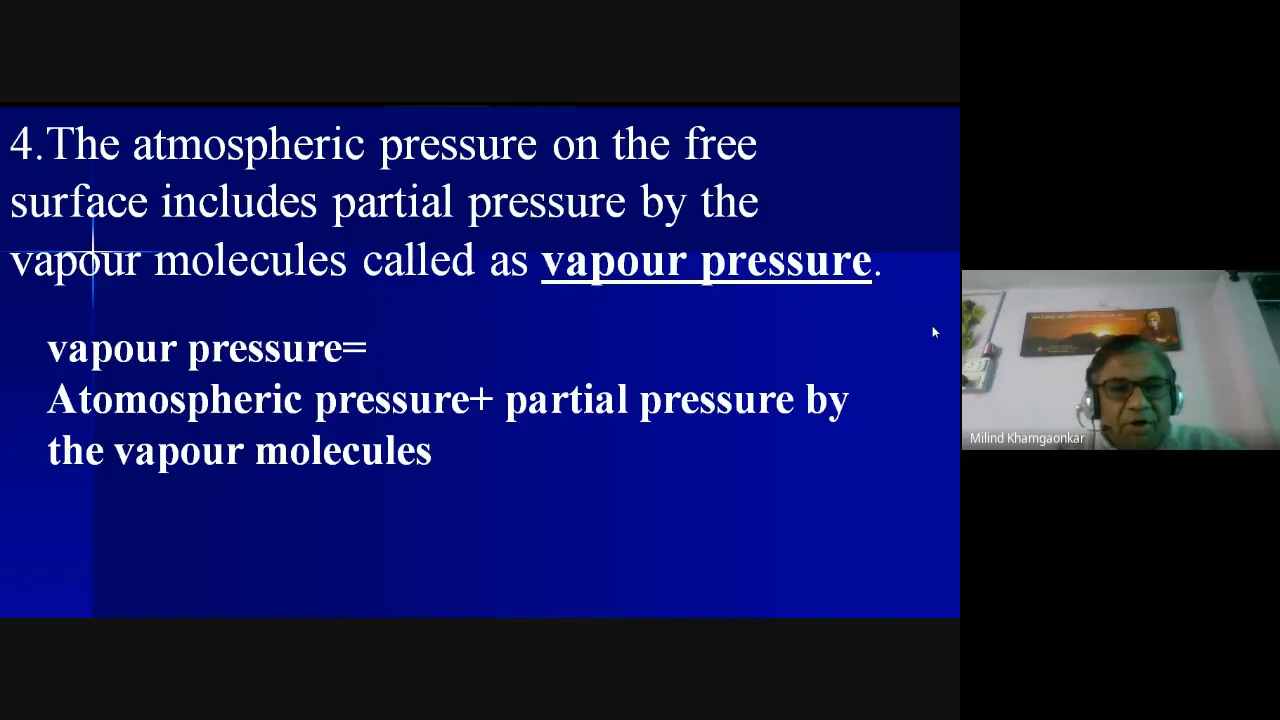 4.The atmospheric pressure on the free
surface includes partial pressure by the
vapour molecules called as vapour pressure.
vapour pressure=
Atomospheric pressure+ partial pressure by
the vapour molecules
Milind Khamgaonkar